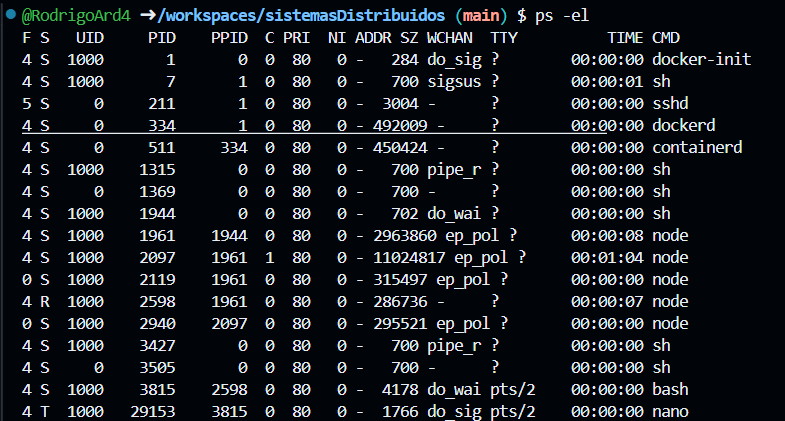 @RodrigoArd4 ➜/workspaces/sistemasDistribuidos (main) $ ps -el
F S   UID     PID    PPID  C PRI  NI ADDR SZ WCHAN  TTY          TIME CMD
4 S  1000       1       0  0  80   0 -   284 do_sig ?        00:00:00 docker-init
4 S  1000       7       1  0  80   0 -   700 sigsus ?        00:00:01 sh
5 S     0     211       1  0  80   0 -  3004 -      ?        00:00:00 sshd
4 S     0     334       1  0  80   0 - 492009 -     ?        00:00:00 dockerd
4 S     0     511     334  0  80   0 - 450424 -     ?        00:00:00 containerd
4 S  1000    1315       0  0  80   0 -   700 pipe_r ?        00:00:00 sh
4 S     0    1369       0  0  80   0 -   700 -      ?        00:00:00 sh
4 S  1000    1944       0  0  80   0 -   702 do_wai ?        00:00:00 sh
4 S  1000    1961    1944  0  80   0 - 2963860 ep_pol ?      00:00:08 node
4 S  1000    2097    1961  1  80   0 - 11024817 ep_pol ?     00:01:04 node
0 S  1000    2119    1961  0  80   0 - 315497 ep_pol ?       00:00:00 node
4 R  1000    2598    1961  0  80   0 - 286736 -     ?        00:00:07 node
0 S  1000    2940    2097  0  80   0 - 295521 ep_pol ?       00:00:00 node
4 S  1000    3427       0  0  80   0 -   700 pipe_r ?        00:00:00 sh
4 S     0    3505       0  0  80   0 -   700 -      ?        00:00:00 sh
4 S  1000    3815    2598  0  80   0 -  4178 do_wai pts/2    00:00:00 bash
4 T  1000   29153    3815  0  80   0 -  1766 do_sig pts/2    00:00:00 nano